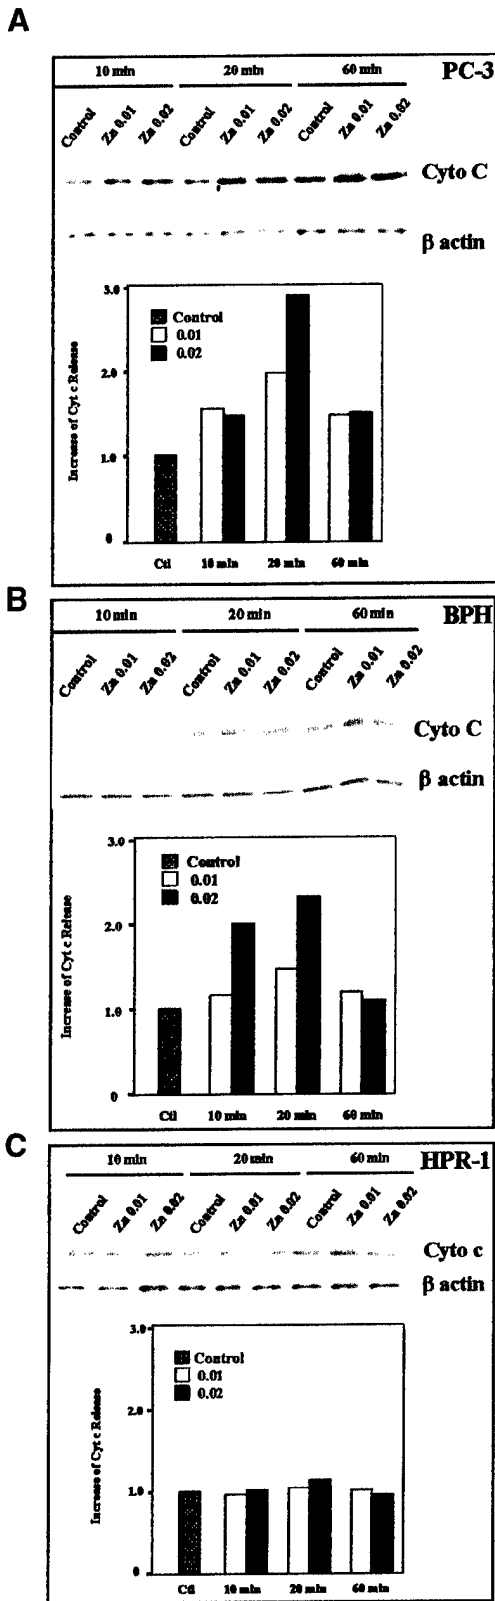 A
10 min 20 min 60 min PC-3
Control Zn 0.01 Zn 0.02 Control Zn 0.01 Zn 0.02 Control Zn 0.01 Zn 0.02
Cyto C
β actin
3.0
2.0
1.0
0
Increase of Cyt c Release
Control
0.01
0.02
Ctl 10 min 20 min 60 min
B
10 min 20 min 60 min BPH
Control Zn 0.01 Zn 0.02 Control Zn 0.01 Zn 0.02 Control Zn 0.01 Zn 0.02
Cyto C
β actin
3.0
2.0
1.0
0
Increase of Cyt c Release
Control
0.01
0.02
Ctl 10 min 20 min 60 min
C
10 min 20 min 60 min HPR-1
Control Zn 0.01 Zn 0.02 Control Zn 0.01 Zn 0.02 Control Zn 0.01 Zn 0.02
Cyto c
β actin
3.0
2.0
1.0
0
Increase of Cyt c Release
Control
0.01
0.02
Ctl 10 min 20 min 60 min